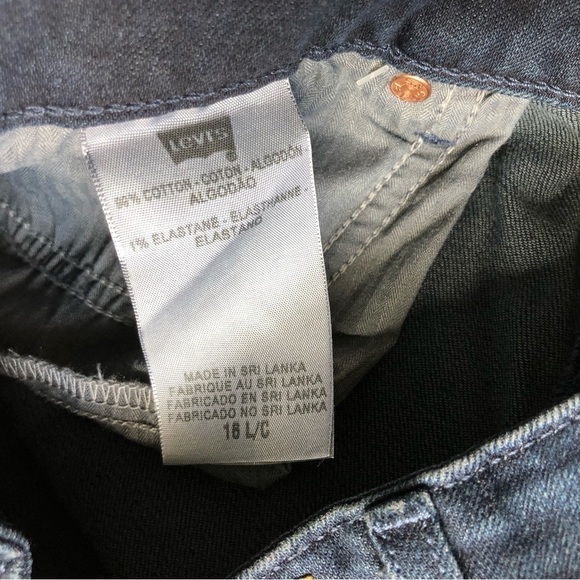 Levi's
®
99% COTTON - COTON - ALGODÓN -
ALGODÃO
1% ELASTANE - ELASTHANNE -
ELASTANO
MADE IN SRI LANKA
FABRIQUE AU SRI LANKA
FABRICADO EN SRI LANKA
FABRICADO NO SRI LANKA
16 L/C